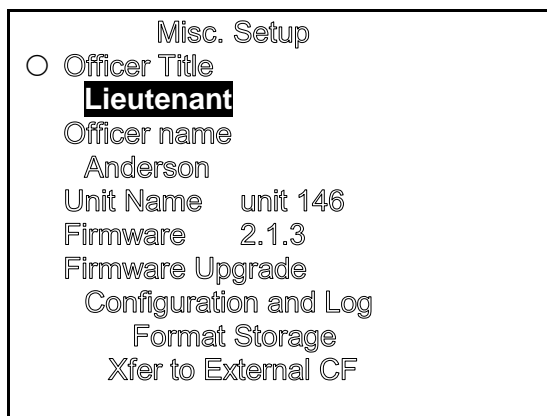 Misc. Setup
Officer Title
Lieutenant
Officer name
Anderson
Unit Name unit 146
Firmware 2.1.3
Firmware Upgrade
Configuration and Log
Format Storage
Xfer to External CF